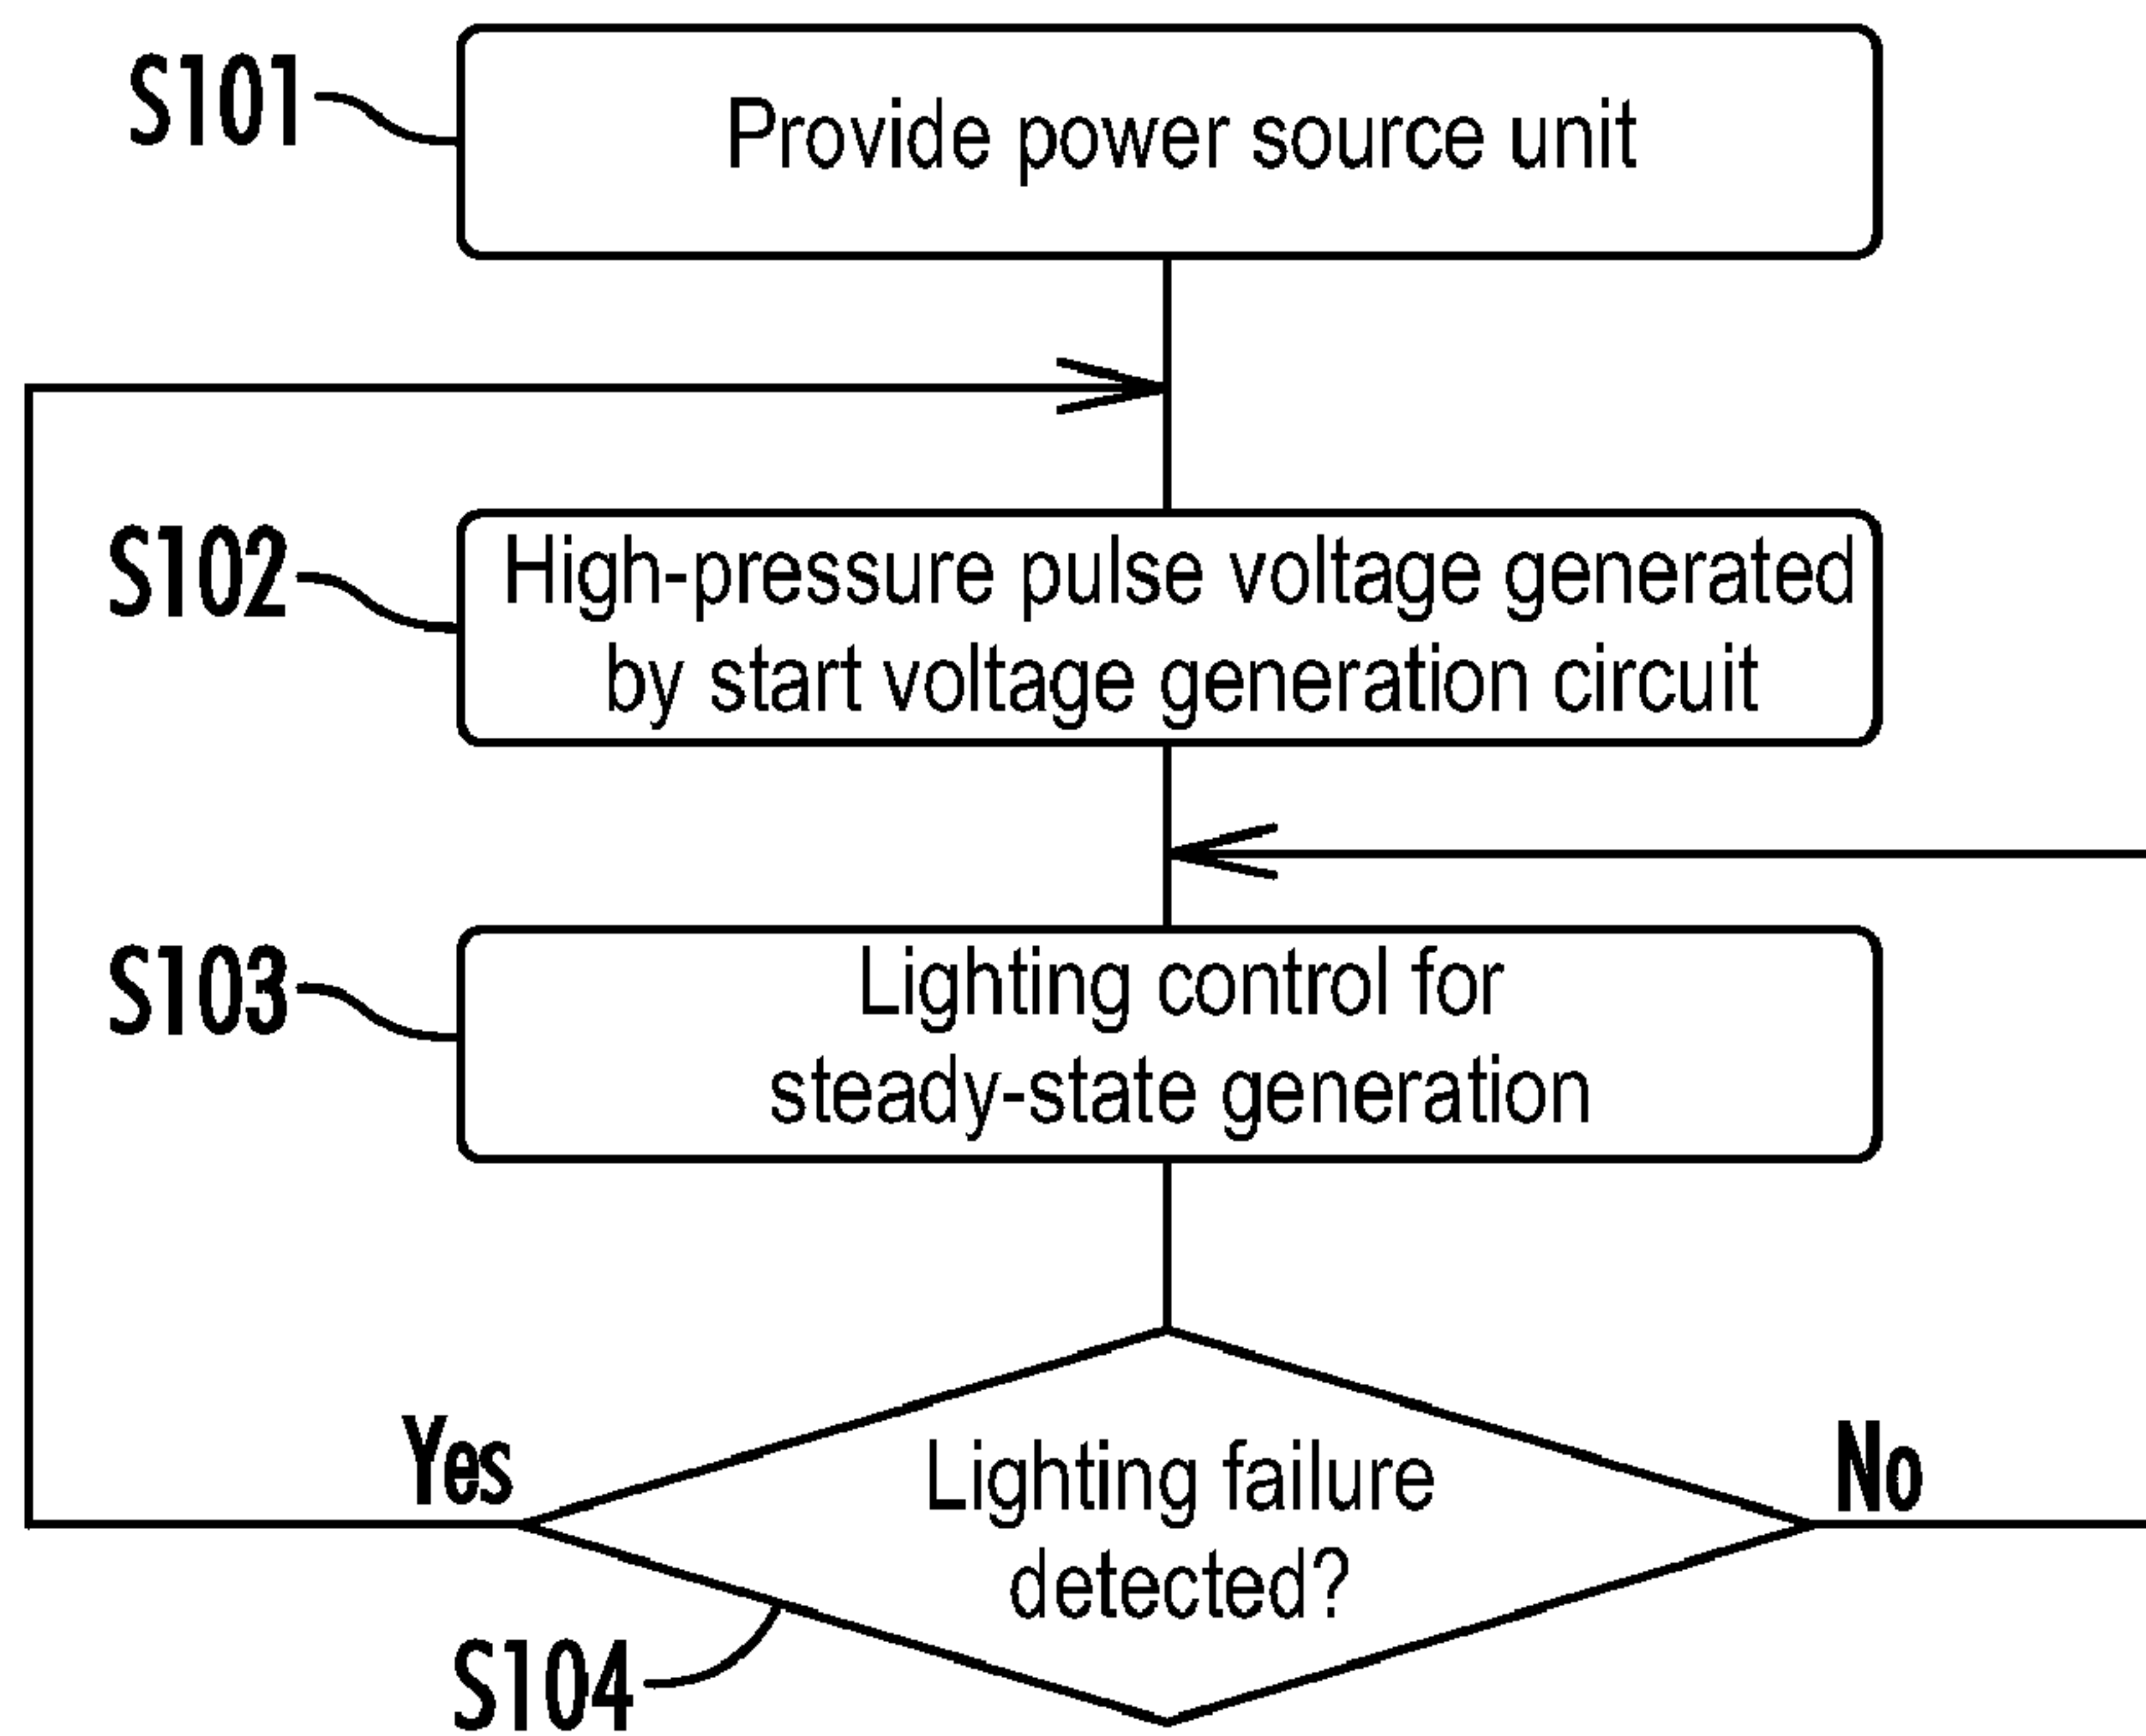 S101
Provide power source unit
S102
High-pressure pulse voltage generated
by start voltage generation circuit
S103
Lighting control for
steady-state generation
Yes
Lighting failure
detected?
No
S104